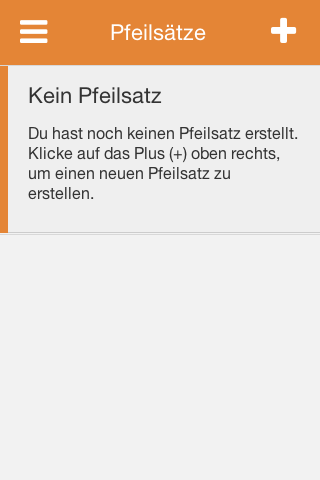 Pfeilsätze
Kein Pfeilsatz
Du hast noch keinen Pfeilsatz erstellt.
Klicke auf das Plus (+) oben rechts,
um einen neuen Pfeilsatz zu
erstellen.